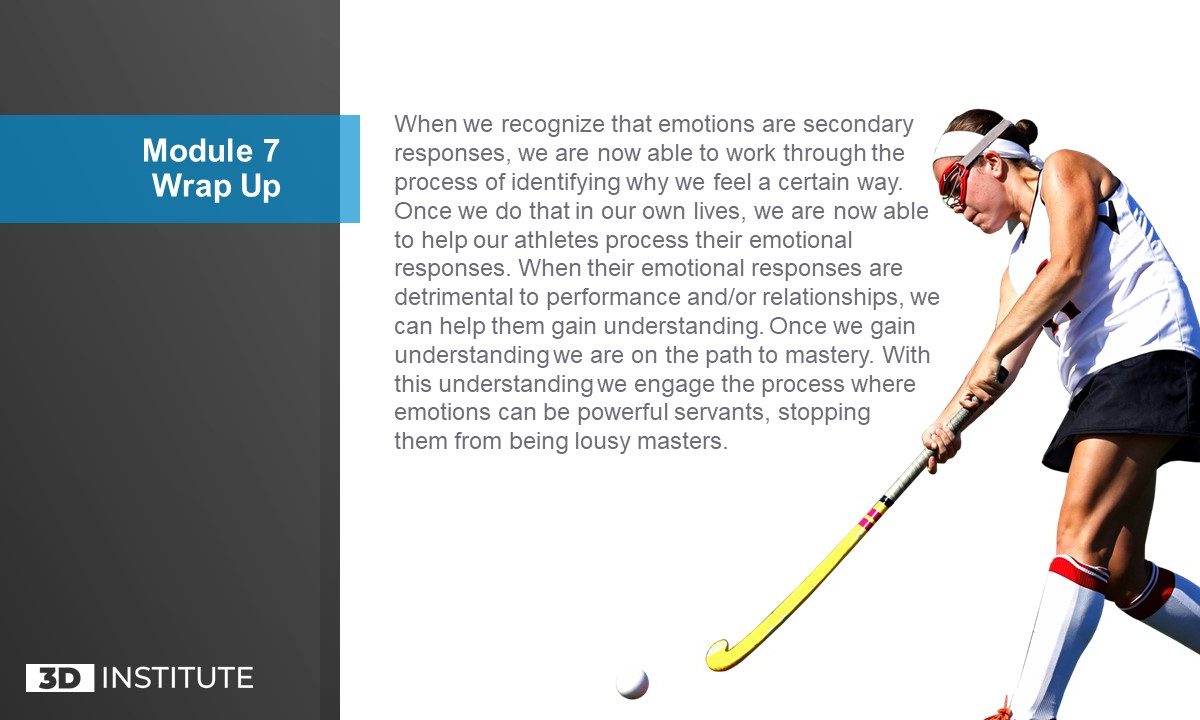 Module 7
Wrap Up
When we recognize that emotions are secondary
responses, we are now able to work through the
process of identifying why we feel a certain way.
Once we do that in our own lives, we are now able
to help our athletes process their emotional
responses. When their emotional responses are
detrimental to performance and/or relationships, we
can help them gain understanding. Once we gain
understanding we are on the path to mastery. With
this understanding we engage the process where
emotions can be powerful servants, stopping
them from being lousy masters.
3D INSTITUTE